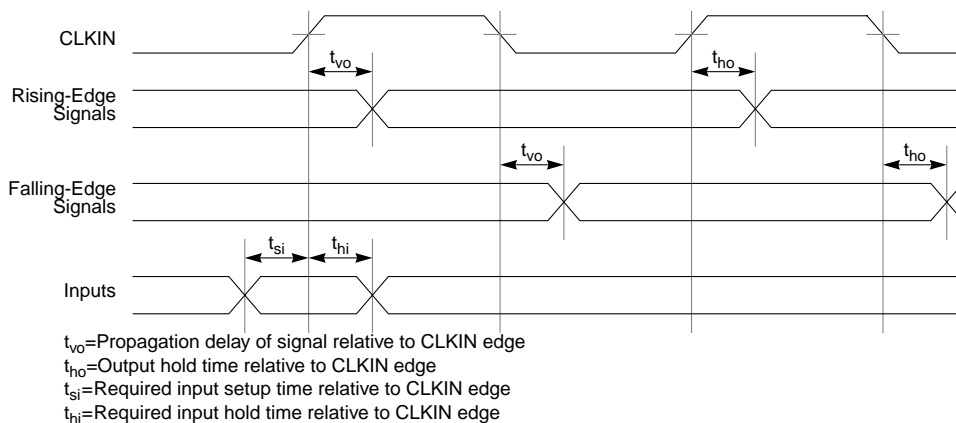 CLKIN
tvo
tho
Rising-Edge
Signals
tvo
tho
Falling-Edge
Signals
tsi
thi
Inputs
tvo=Propagation delay of signal relative to CLKIN edge
tho=Output hold time relative to CLKIN edge
tsi=Required input setup time relative to CLKIN edge
thi=Required input hold time relative to CLKIN edge